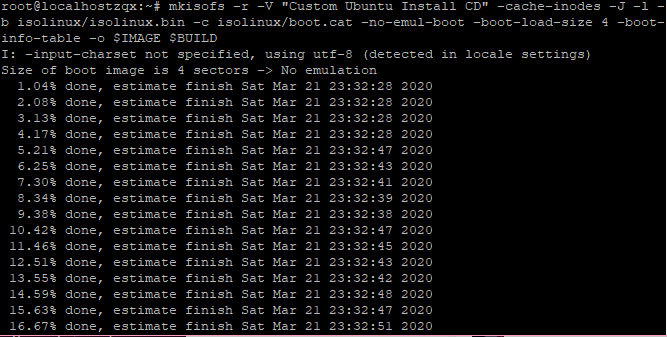 root@localhostzqx:~# mkisofs -r -V "Custom Ubuntu Install CD" -cache-inodes -J -l -
b isolinux/isolinux.bin -c isolinux/boot.cat -no-emul-boot -boot-load-size 4 -boot-
info-table -o $IMAGE $BUILD
I: -input-charset not specified, using utf-8 (detected in locale settings)
Size of boot image is 4 sectors -> No emulation
1.04% done, estimate finish Sat Mar 21 23:32:28 2020
2.08% done, estimate finish Sat Mar 21 23:32:28 2020
3.13% done, estimate finish Sat Mar 21 23:32:28 2020
4.17% done, estimate finish Sat Mar 21 23:32:28 2020
5.21% done, estimate finish Sat Mar 21 23:32:47 2020
6.25% done, estimate finish Sat Mar 21 23:32:43 2020
7.30% done, estimate finish Sat Mar 21 23:32:41 2020
8.34% done, estimate finish Sat Mar 21 23:32:39 2020
9.38% done, estimate finish Sat Mar 21 23:32:38 2020
10.42% done, estimate finish Sat Mar 21 23:32:47 2020
11.46% done, estimate finish Sat Mar 21 23:32:45 2020
12.51% done, estimate finish Sat Mar 21 23:32:43 2020
13.55% done, estimate finish Sat Mar 21 23:32:42 2020
14.59% done, estimate finish Sat Mar 21 23:32:48 2020
15.63% done, estimate finish Sat Mar 21 23:32:47 2020
16.67% done, estimate finish Sat Mar 21 23:32:51 2020